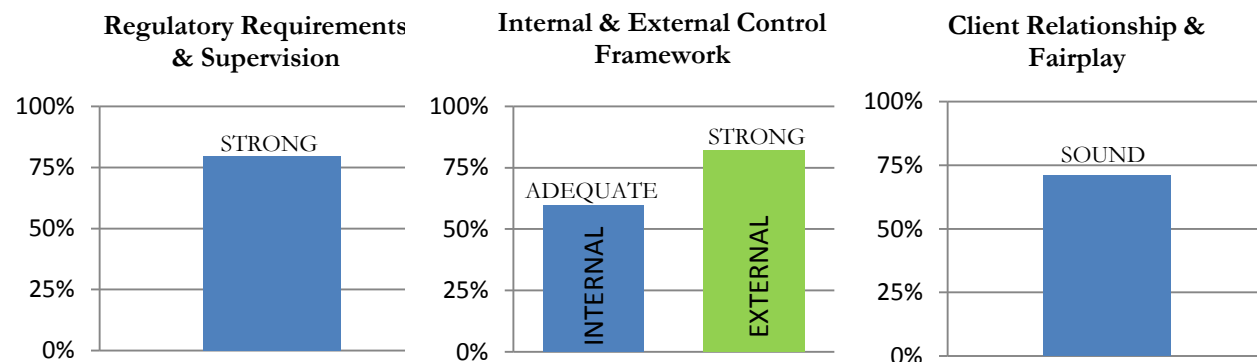 Regulatory Requirements
& Supervision
100%
75%
50%
25%
0%
STRONG
Internal & External Control
Framework
100%
75%
50%
25%
0%
ADEQUATE
INTERNAL
STRONG
EXTERNAL
Client Relationship &
Fairplay
100%
75%
50%
25%
0%
SOUND